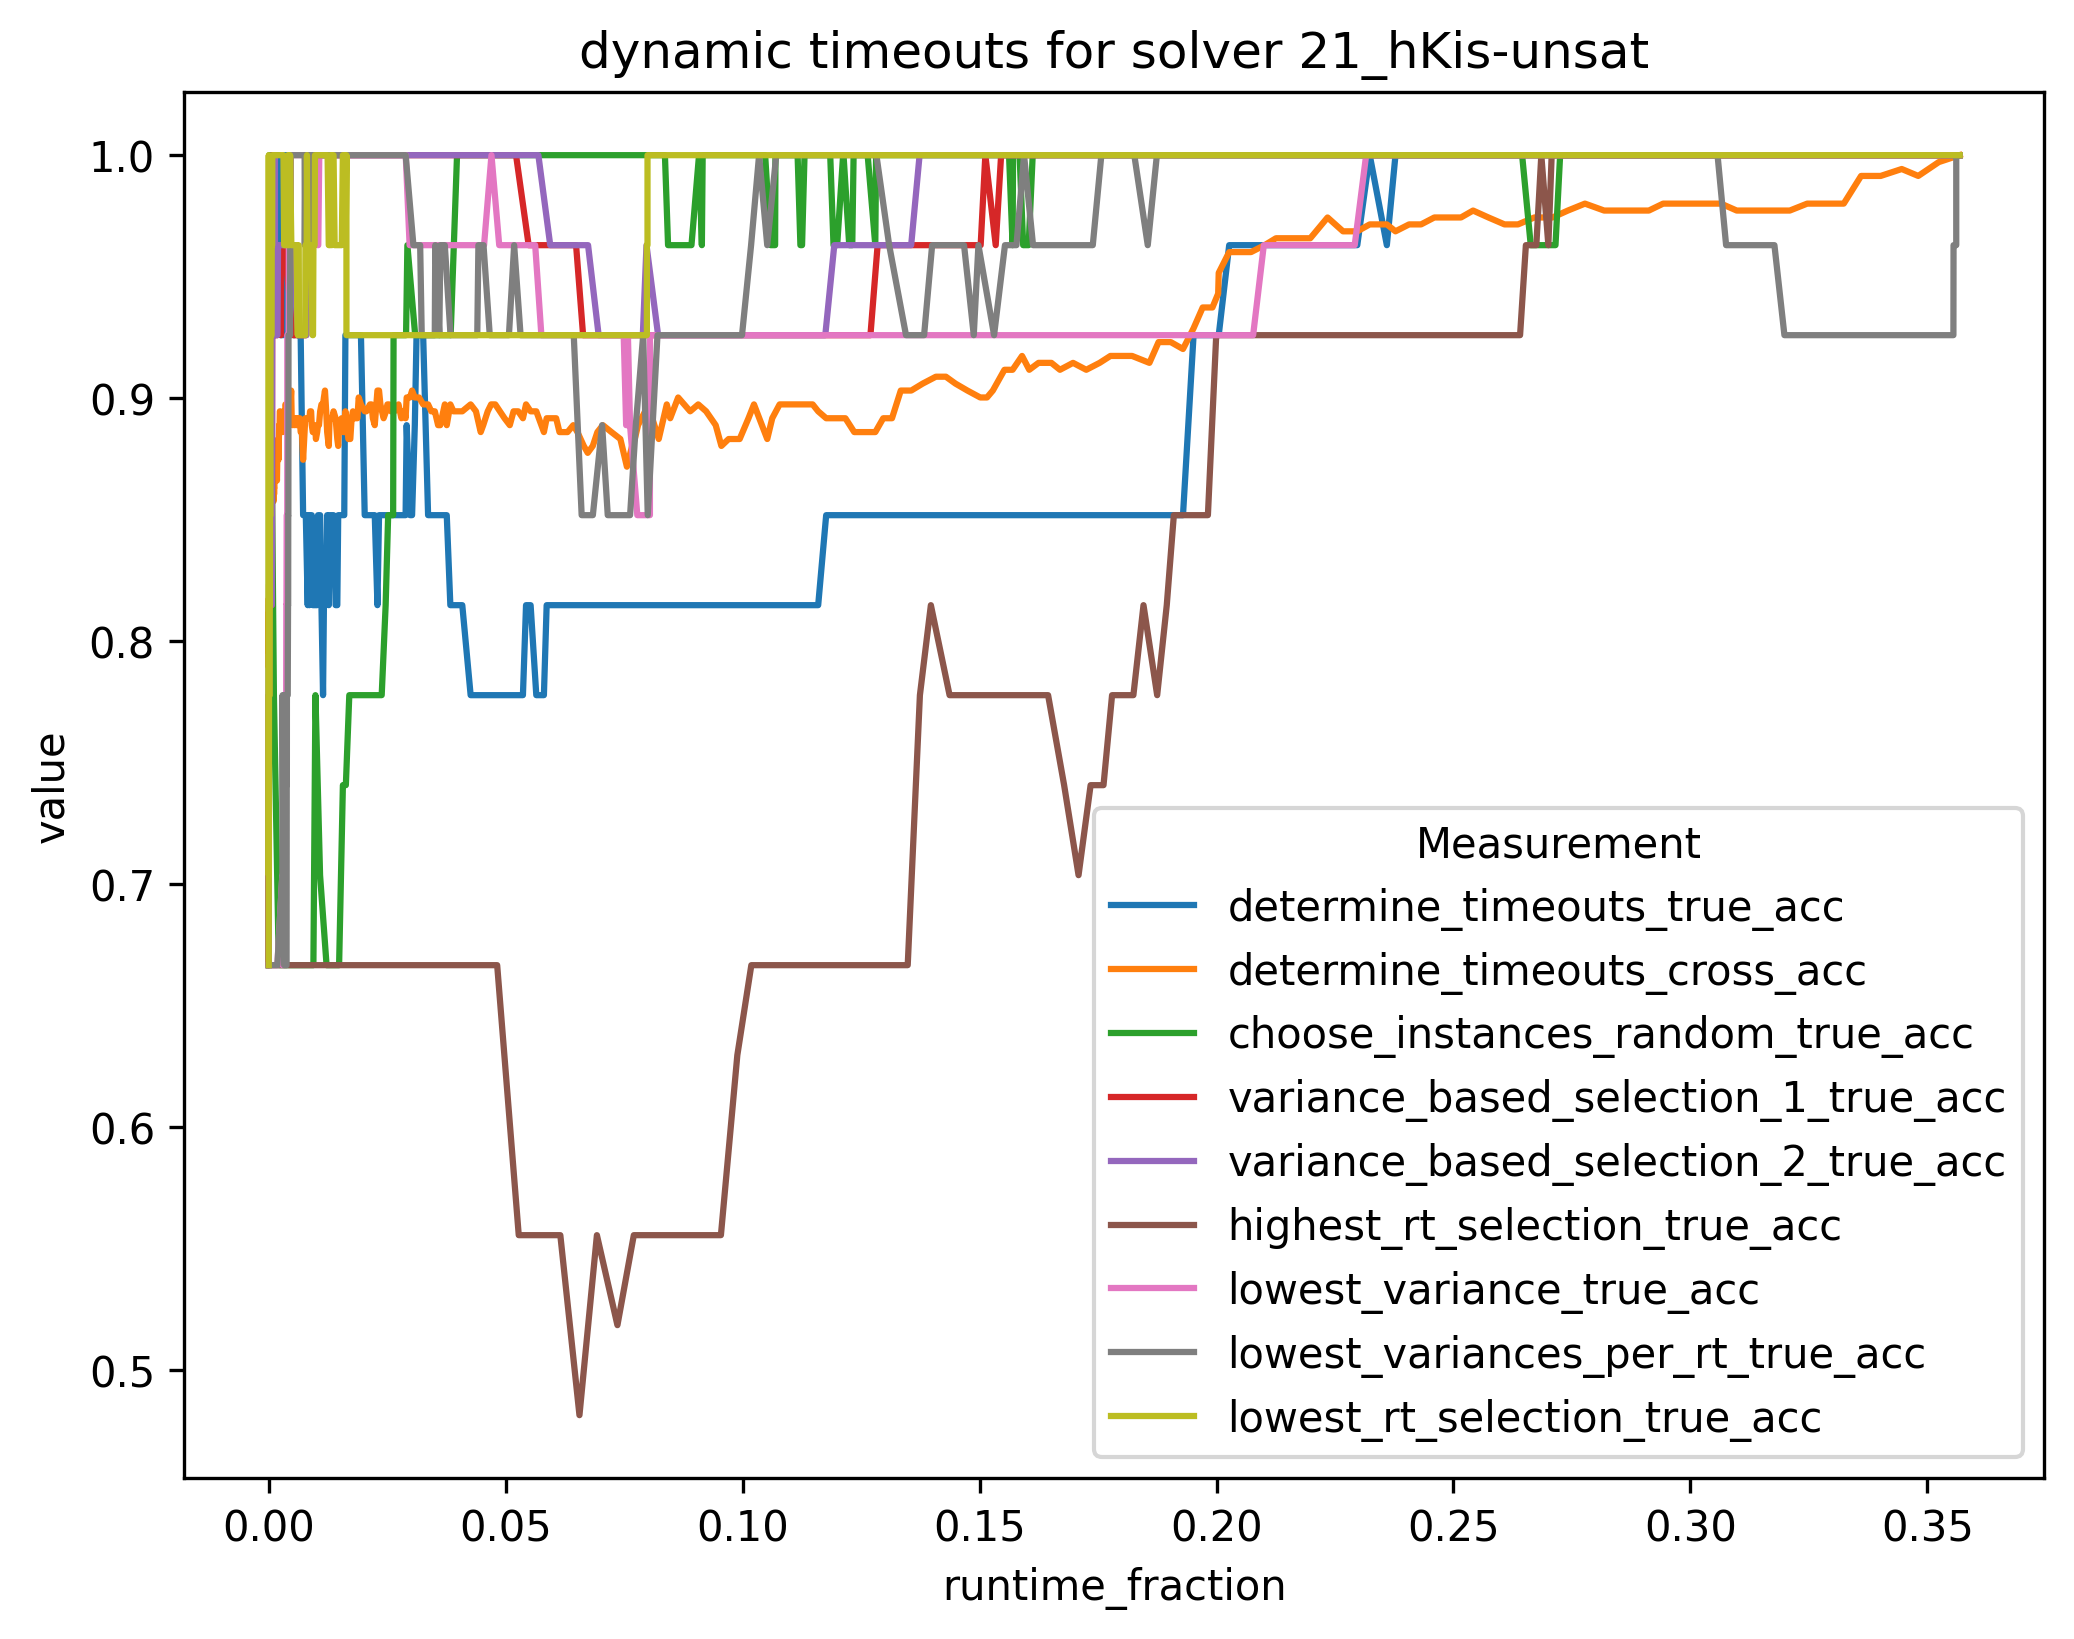 dynamic timeouts for solver 21_hKis-unsat
1.0
0.9
0.8
0.7
0.6
0.5
value
Measurement
determine_timeouts_true_acc
determine_timeouts_cross_acc
choose_instances_random_true_acc
variance_based_selection_1_true_acc
variance_based_selection_2_true_acc
highest_rt_selection_true_acc
lowest_variance_true_acc
lowest_variances_per_rt_true_acc
lowest_rt_selection_true_acc
0.00 0.05 0.10 0.15 0.20 0.25 0.30 0.35
runtime_fraction